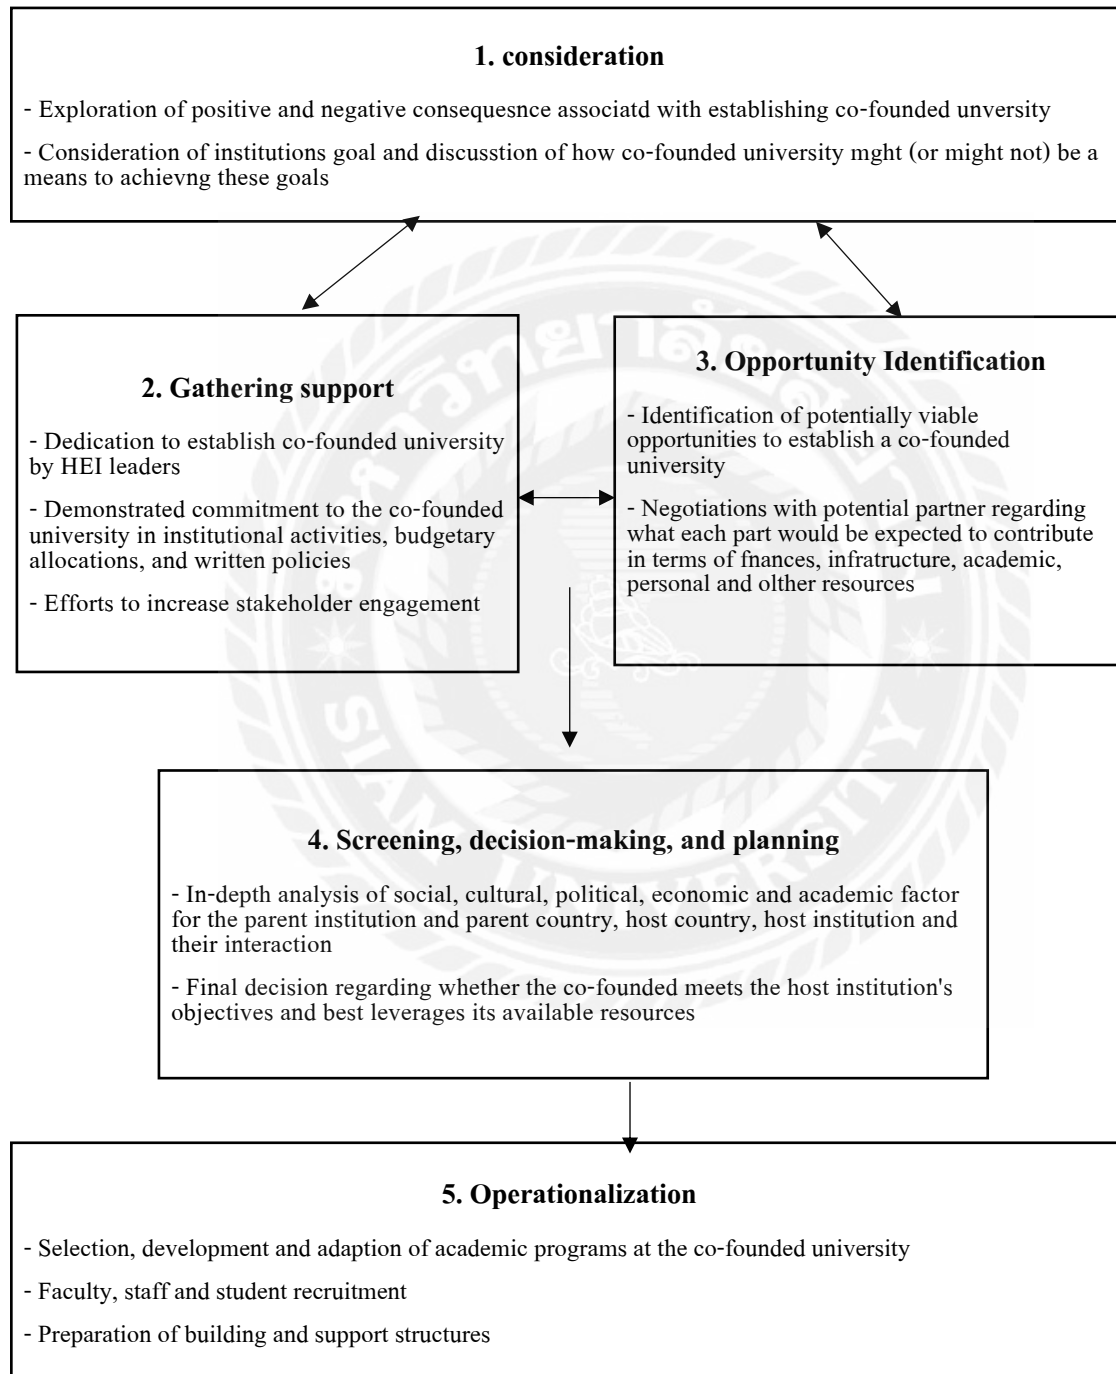 1. consideration
- Exploration of positive and negative consequesnce associatd with establishing co-founded unversity
- Consideration of institutions goal and discusstion of how co-founded university mght (or might not) be a
means to achievng these goals
2. Gathering support
- Dedication to establish co-founded university
by HEI leaders
- Demonstrated commitment to the co-founded
university in institutional activities, budgetary
allocations, and written policies
- Efforts to increase stakeholder engagement
3. Opportunity Identification
- Identification of potentially viable
opportunities to establish a co-founded
university
- Negotiations with potential partner regarding
what each part would be expected to contribute
in terms of fnances, infratructure, academic,
personal and olther resources
4. Screening, decision-making, and planning
- In-depth analysis of social, cultural, political, economic and academic factor
for the parent institution and parent country, host country, host institution and
their interaction
- Final decision regarding whether the co-founded meets the host institution's
objectives and best leverages its available resources
5. Operationalization
- Selection, development and adaption of academic programs at the co-founded university
- Faculty, staff and student recruitment
- Preparation of building and support structures
SIAM UNIVERSITY